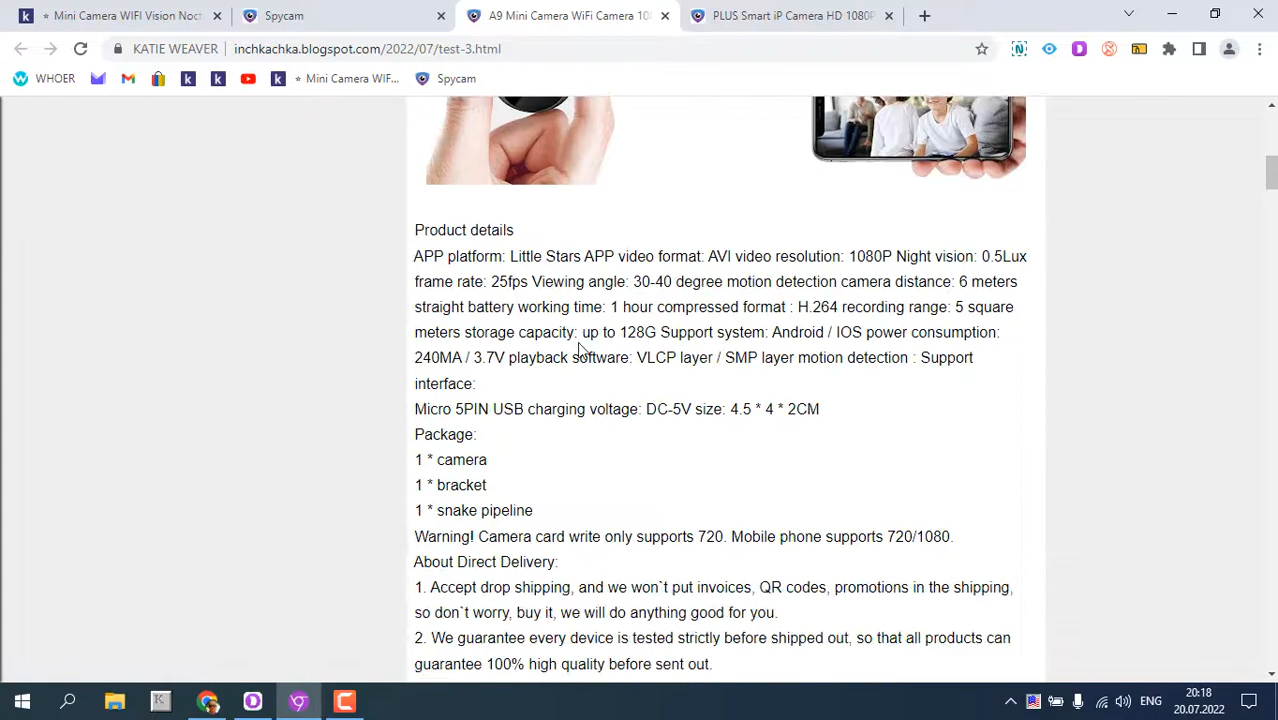 * Mini Camera WIFI Vision Noct
Spycam
A9 Mini Camera WiFi Camera 108
PLUS Smart iP Camera HD 1080P
KATIE WEAVER
inchkachka.blogspot.com/2022/07/test-3.html
WHOER
* Mini Camera WIF...
Spycam
Product details
APP platform: Little Stars APP video format: AVI video resolution: 1080P Night vision: 0.5Lux
frame rate: 25fps Viewing angle: 30-40 degree motion detection camera distance: 6 meters
straight battery working time: 1 hour compressed format : H.264 recording range: 5 square
meters storage capacity: up to 128G Support system: Android / IOS power consumption:
240MA / 3.7V playback software: VLCP layer / SMP layer motion detection : Support
interface:
Micro 5PIN USB charging voltage: DC-5V size: 4.5 * 4 * 2CM
Package:
1 * camera
1 * bracket
1 * snake pipeline
Warning! Camera card write only supports 720. Mobile phone supports 720/1080.
About Direct Delivery:
1. Accept drop shipping, and we won`t put invoices, QR codes, promotions in the shipping,
so don`t worry, buy it, we will do anything good for you.
2. We guarantee every device is tested strictly before shipped out, so that all products can
guarantee 100% high quality before sent out.
ENG
20:18
20.07.2022